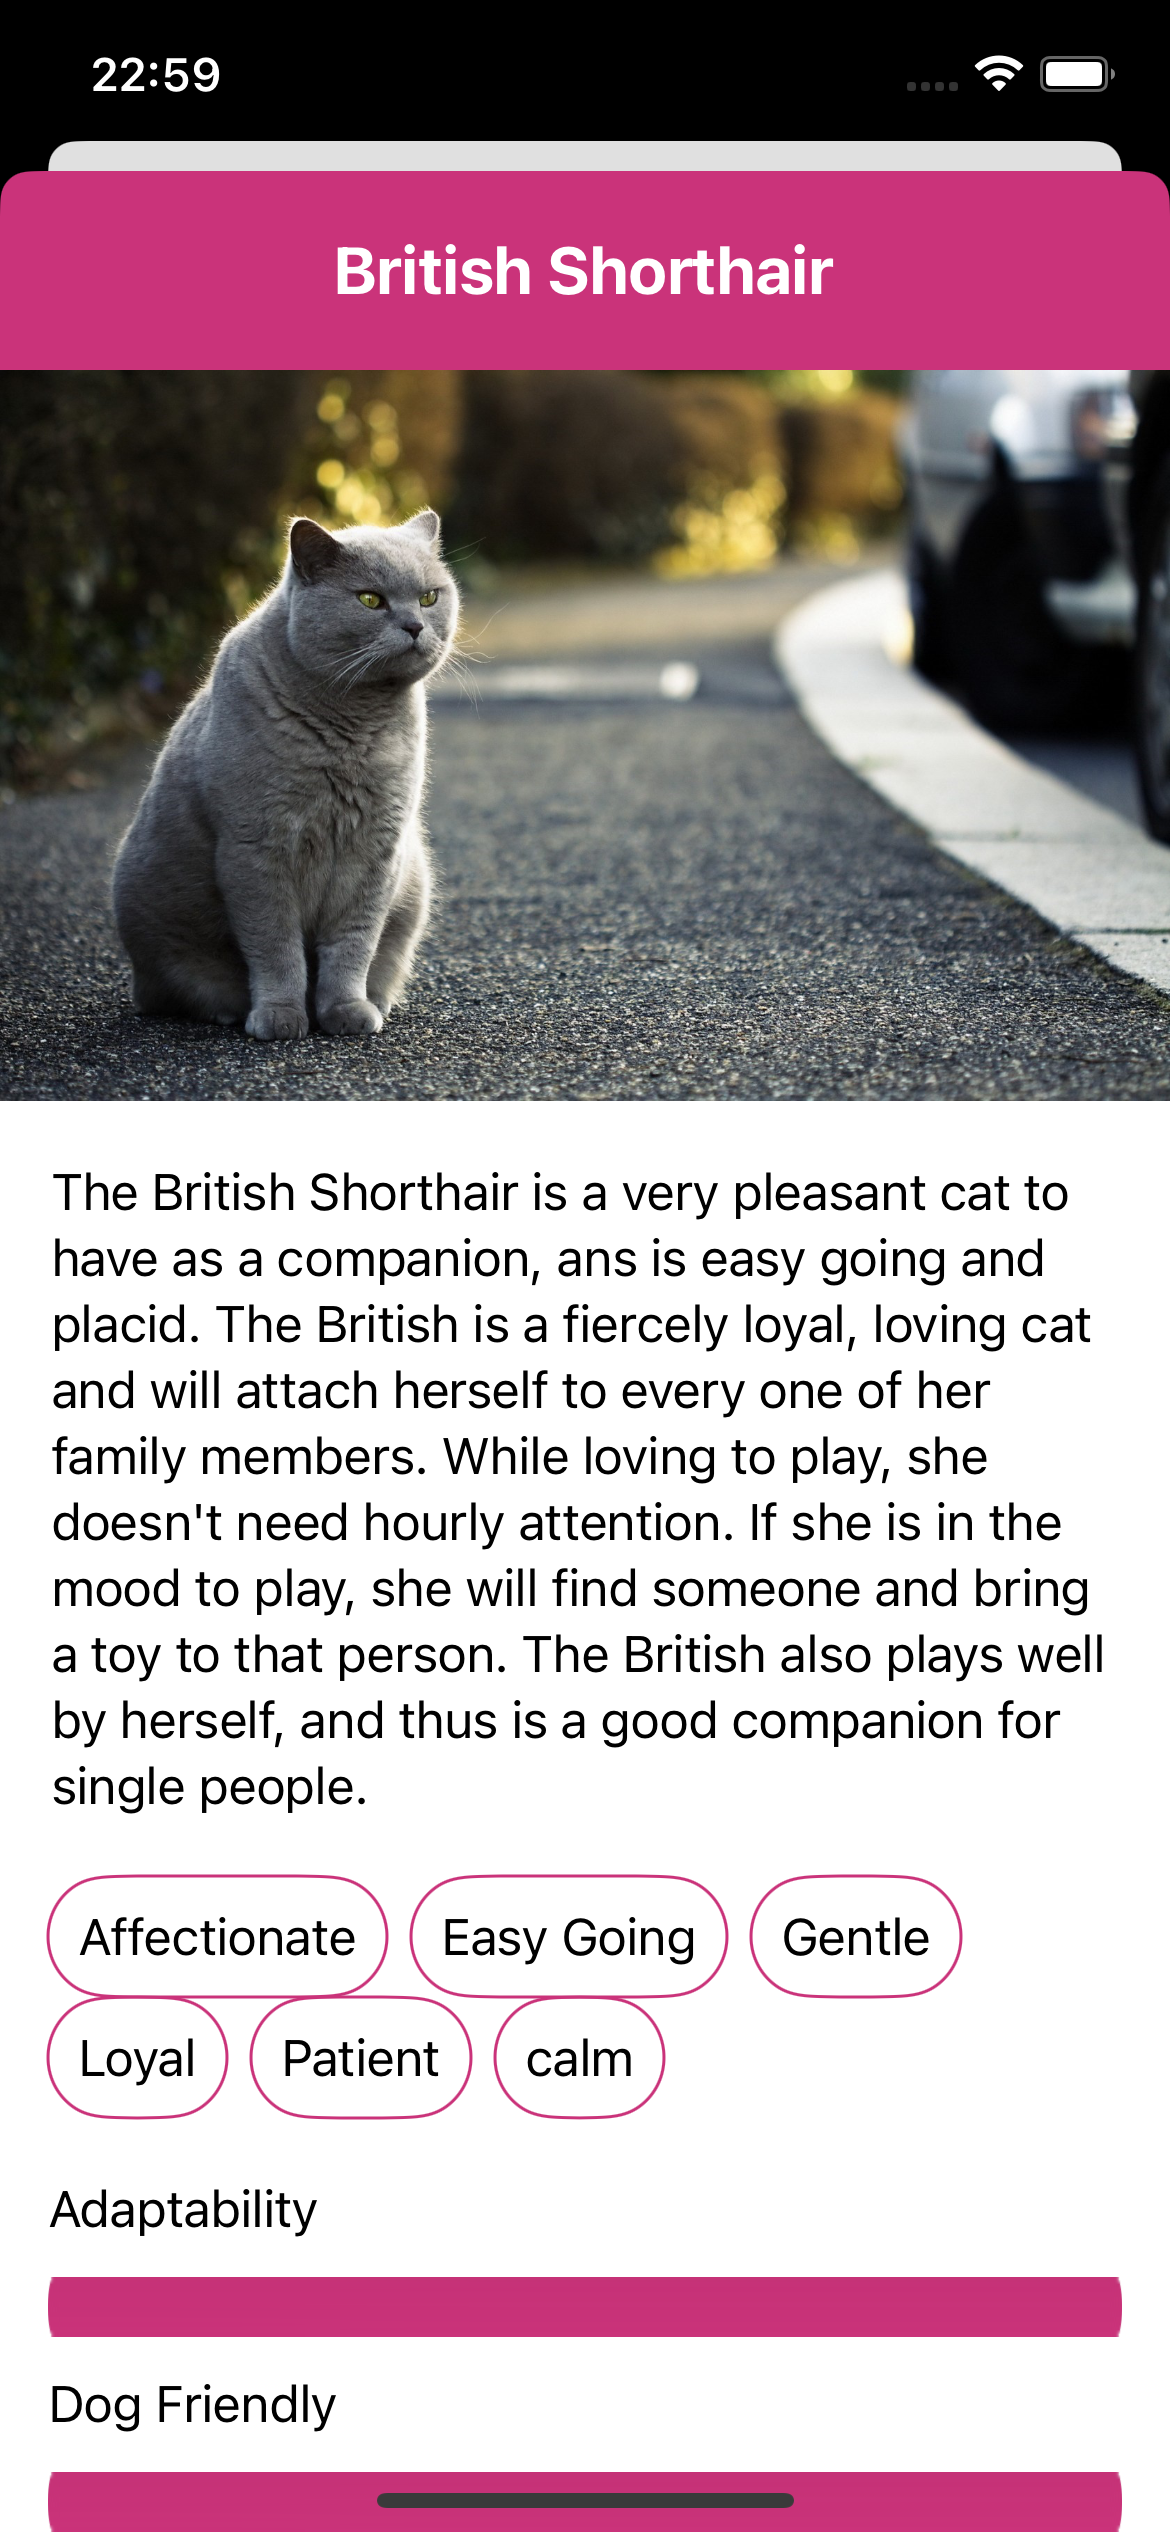 22:59
British Shorthair
The British Shorthair is a very pleasant cat to
have as a companion, ans is easy going and
placid. The British is a fiercely loyal, loving cat
and will attach herself to every one of her
family members. While loving to play, she
doesn't need hourly attention. If she is in the
mood to play, she will find someone and bring
a toy to that person. The British also plays well
by herself, and thus is a good companion for
single people.
Affectionate Easy Going Gentle
Loyal Patient calm
Adaptability
Dog Friendly